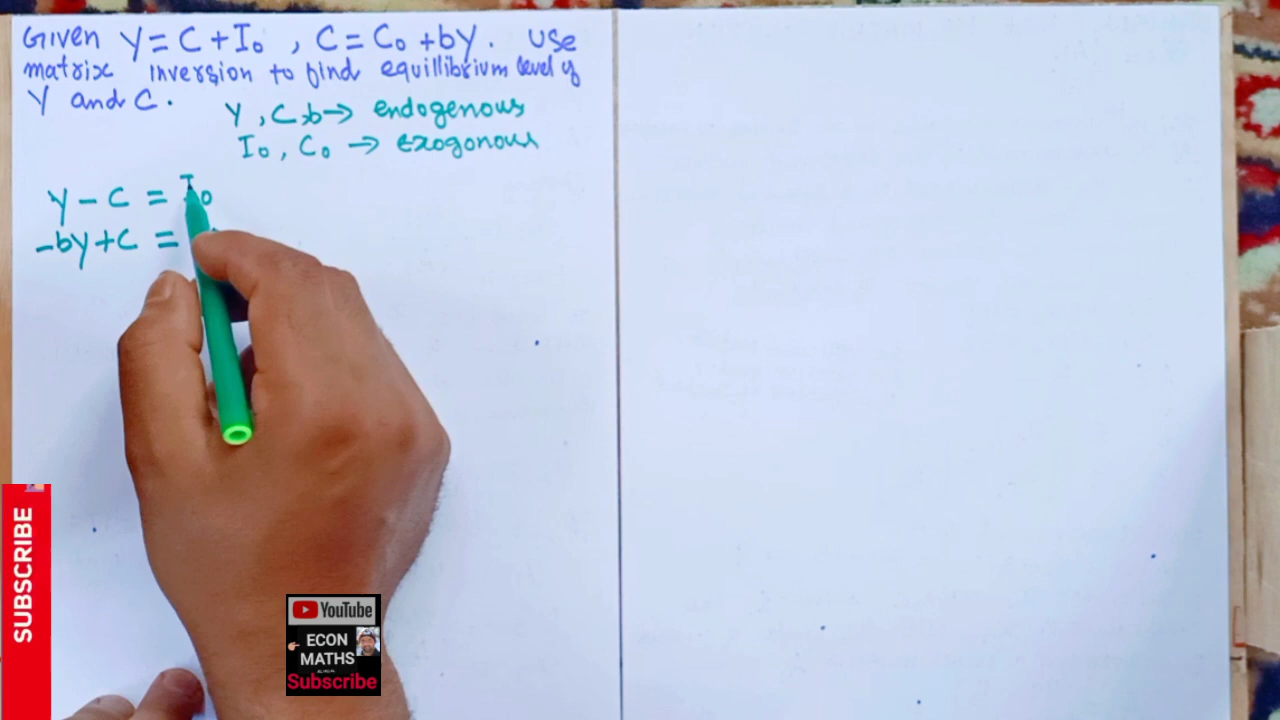 Given Y = C + I₀ , C = C₀ + bY. Use
matrix inversion to find equillibrium level of
Y and C.
Y , C, b → endogenous
I₀ , C₀ → exogonous
Y − C = I₀
−bY + C =
SUBSCRIBE
YouTube
ECON
MATHS
Subscribe